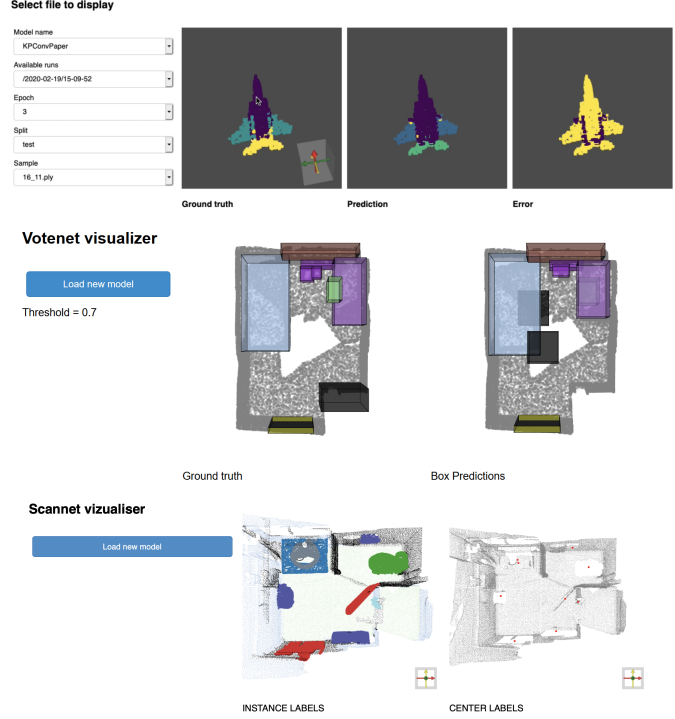 Select file to display
Model name
KPConvPaper
Available runs
/2020-02-19/15-09-52
Epoch
3
Split
test
Sample
16_11.ply
Ground truth
Prediction
Error
Votenet visualizer
Load new model
Threshold = 0.7
Ground truth
Box Predictions
Scannet vizualiser
Load new model
INSTANCE LABELS
CENTER LABELS